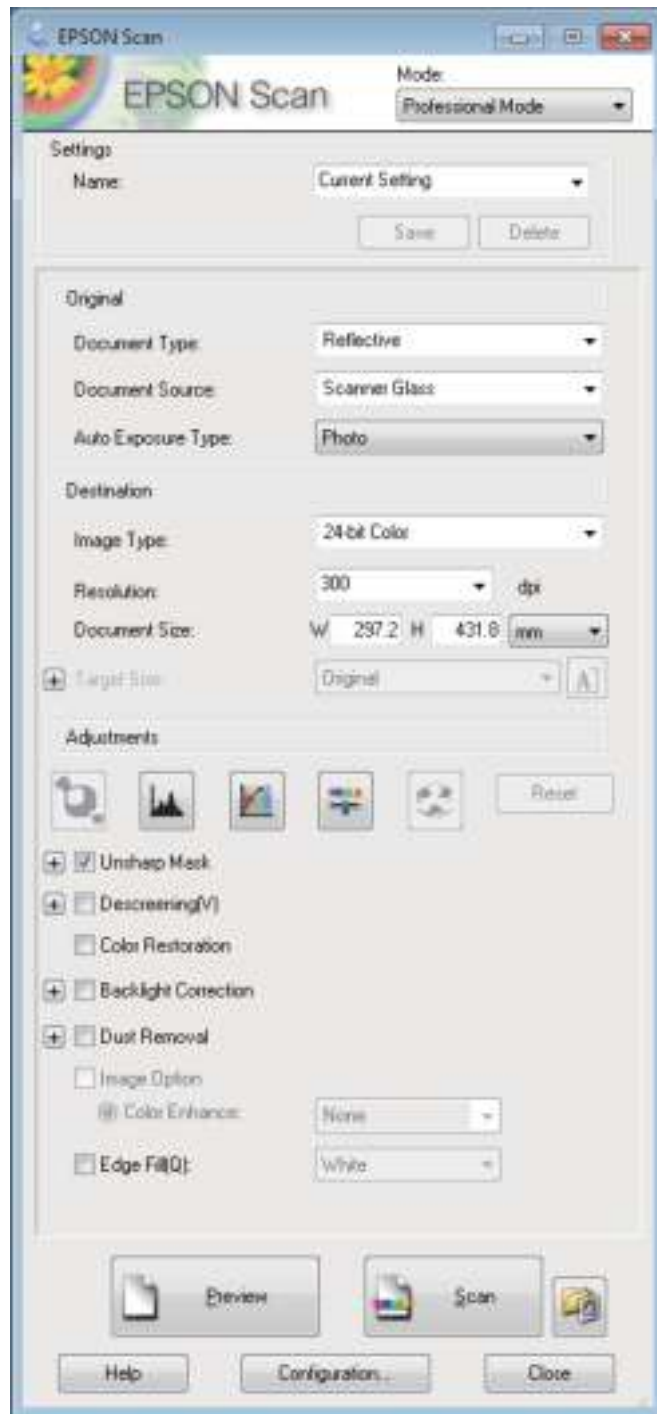 EPSON Scan
EPSON Scan
Mode:
Professional Mode
Settings
Name:
Current Setting
Save
Delete
Original
Document Type:
Reflective
Document Source:
Scanner Glass
Auto Exposure Type:
Photo
Destination
Image Type:
24-bit Color
Resolution:
300
dpi
Document Size:
W 297.2 H 431.8 mm
Target Size:
Original
A
Adjustments
Reset
Unsharp Mask
Descreening(V)
Color Restoration
Backlight Correction
Dust Removal
Image Option
Color Enhance:
None
Edge Fill(Q):
White
Preview
Scan
Help
Configuration...
Close